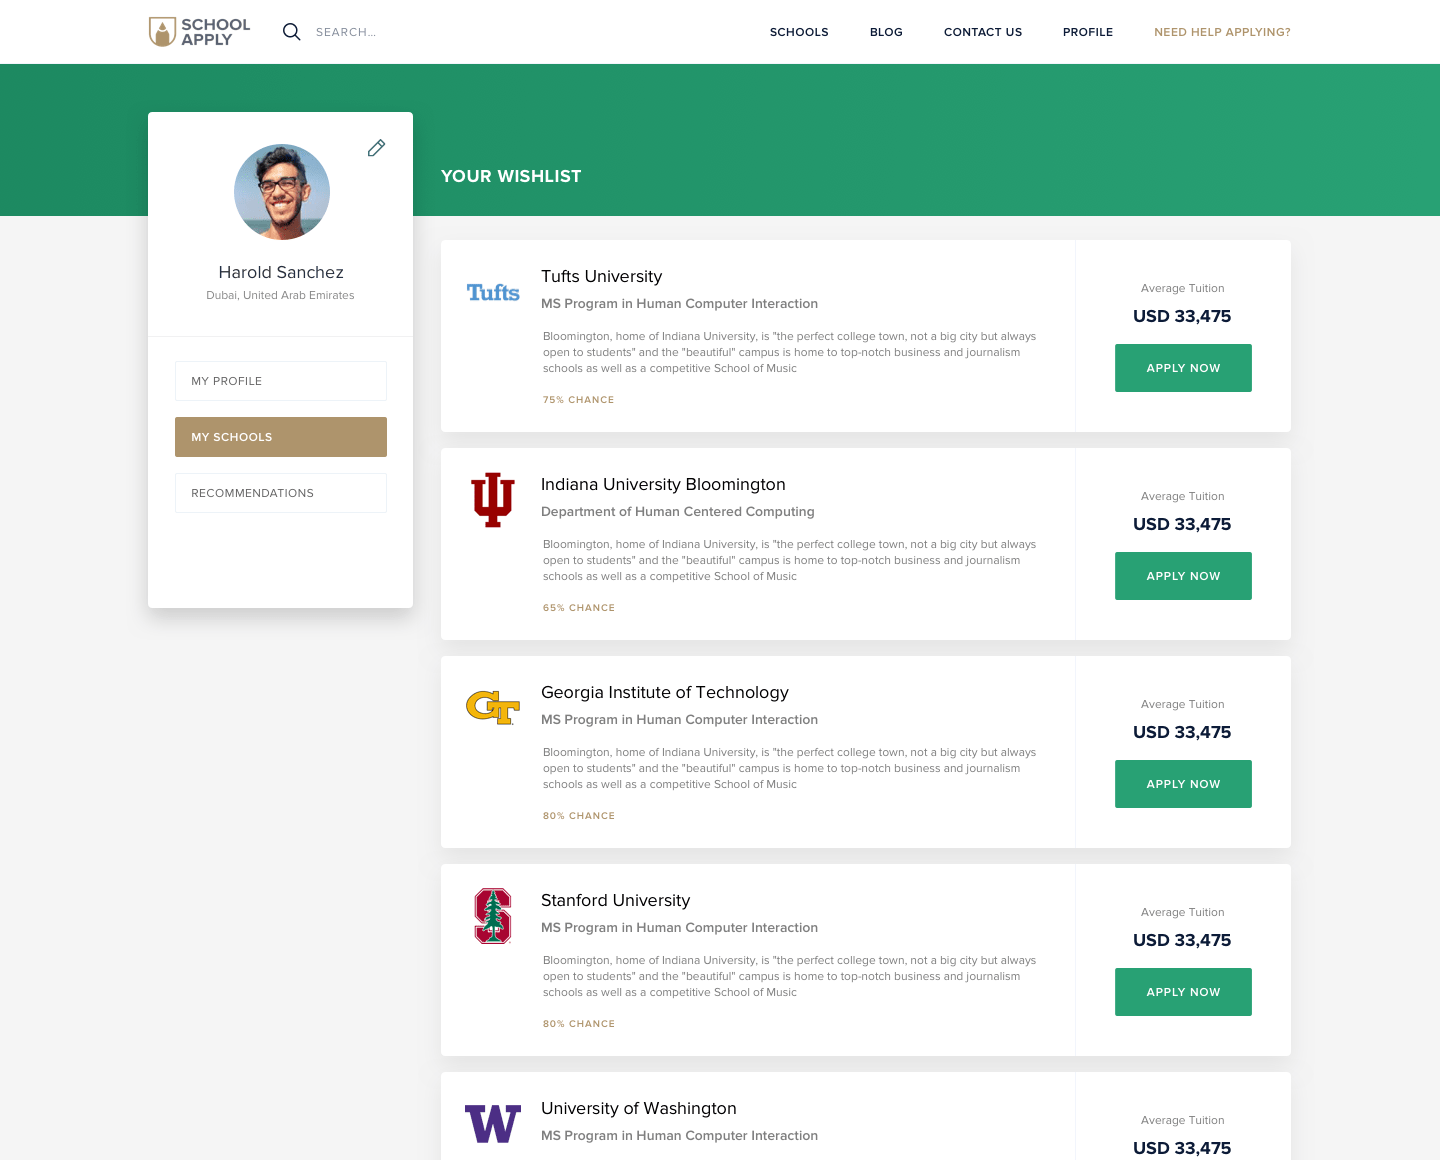 SCHOOL
APPLY
SEARCH...
SCHOOLS
BLOG
CONTACT US
PROFILE
NEED HELP APPLYING?
Harold Sanchez
Dubai, United Arab Emirates
MY PROFILE
MY SCHOOLS
RECOMMENDATIONS
YOUR WISHLIST
Tufts
Tufts University
MS Program in Human Computer Interaction
Bloomington, home of Indiana University, is "the perfect college town, not a big city but always
open to students" and the "beautiful" campus is home to top-notch business and journalism
schools as well as a competitive School of Music
75% CHANCE
Average Tuition
USD 33,475
APPLY NOW
Indiana University Bloomington
Department of Human Centered Computing
Bloomington, home of Indiana University, is "the perfect college town, not a big city but always
open to students" and the "beautiful" campus is home to top-notch business and journalism
schools as well as a competitive School of Music
65% CHANCE
Average Tuition
USD 33,475
APPLY NOW
GT
Georgia Institute of Technology
MS Program in Human Computer Interaction
Bloomington, home of Indiana University, is "the perfect college town, not a big city but always
open to students" and the "beautiful" campus is home to top-notch business and journalism
schools as well as a competitive School of Music
80% CHANCE
Average Tuition
USD 33,475
APPLY NOW
S
Stanford University
MS Program in Human Computer Interaction
Bloomington, home of Indiana University, is "the perfect college town, not a big city but always
open to students" and the "beautiful" campus is home to top-notch business and journalism
schools as well as a competitive School of Music
80% CHANCE
Average Tuition
USD 33,475
APPLY NOW
W
University of Washington
MS Program in Human Computer Interaction
Average Tuition
USD 33,475